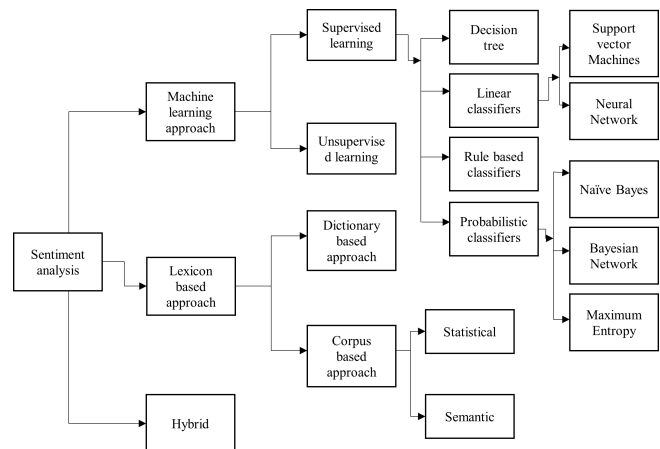 Sentiment
analysis
Machine
learning
approach
Lexicon
based
approach
Hybrid
Supervised
learning
Unsupervise
d learning
Dictionary
based
approach
Corpus
based
approach
Decision
tree
Linear
classifiers
Rule based
classifiers
Probabilistic
classifiers
Statistical
Semantic
Support
vector
Machines
Neural
Network
Naïve Bayes
Bayesian
Network
Maximum
Entropy